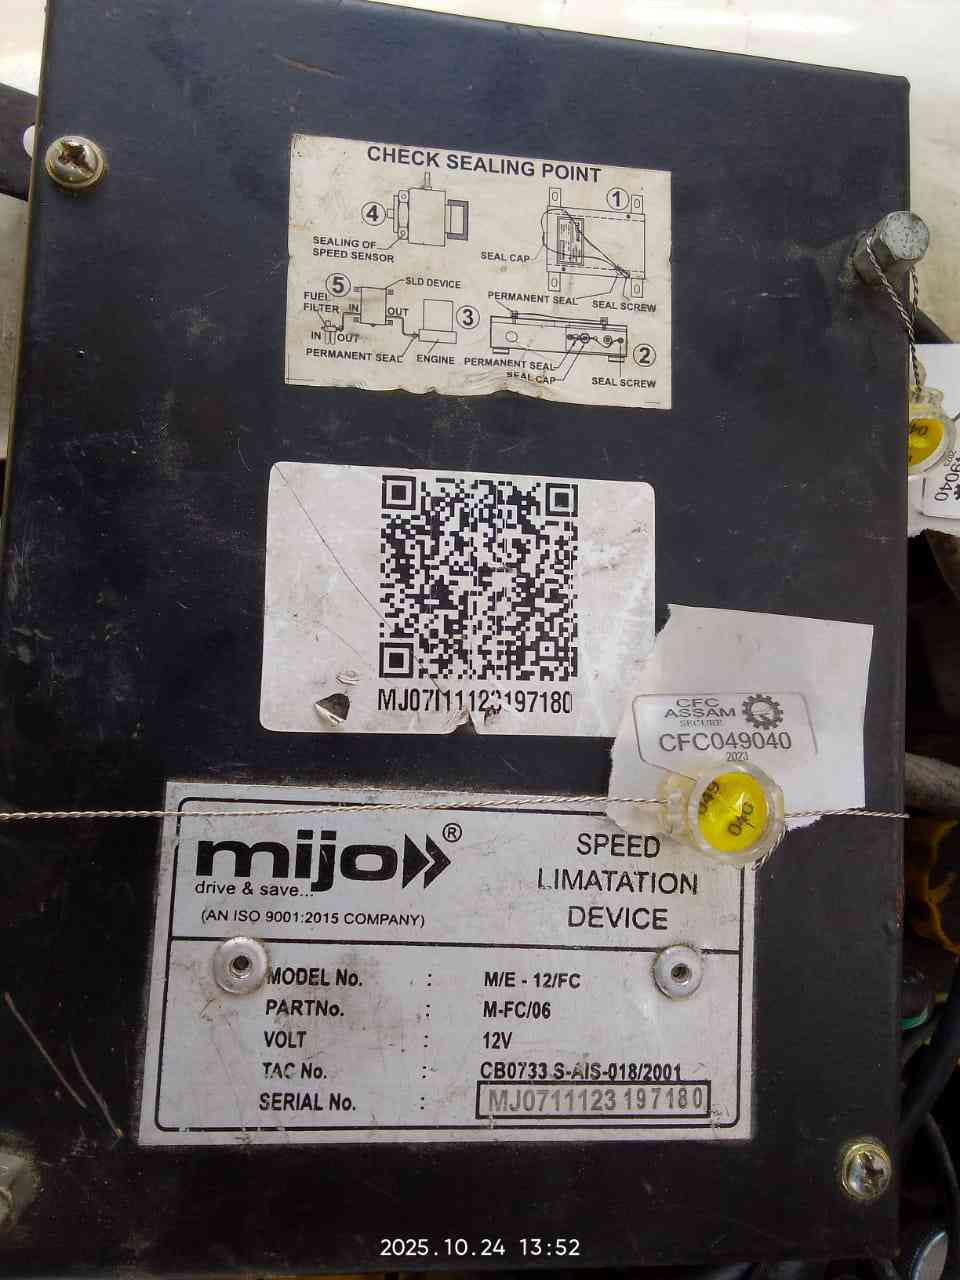 CHECK SEALING POINT
4
1
SEALING OF
SPEED SENSOR
SEAL CAP
5
SLD DEVICE
FUEL
FILTER
IN
OUT
IN
OUT
3
PERMANENT SEAL
SEAL SCREW
PERMANENT SEAL
ENGINE
PERMANENT SEAL
SEAL CAP
2
SEAL SCREW
MJ0711123197180
CFC
ASSAM
SECURE
CFC049040
2023
049
040
mijo®
drive & save...
(AN ISO 9001:2015 COMPANY)
SPEED
LIMATATION
DEVICE
MODEL No. : M/E - 12/FC
PARTNo. : M-FC/06
VOLT : 12V
TAC No. : CB0733 S-AIS-018/2001
SERIAL No. : MJ0711123 197180
49040
2023
2025.10.24 13:52